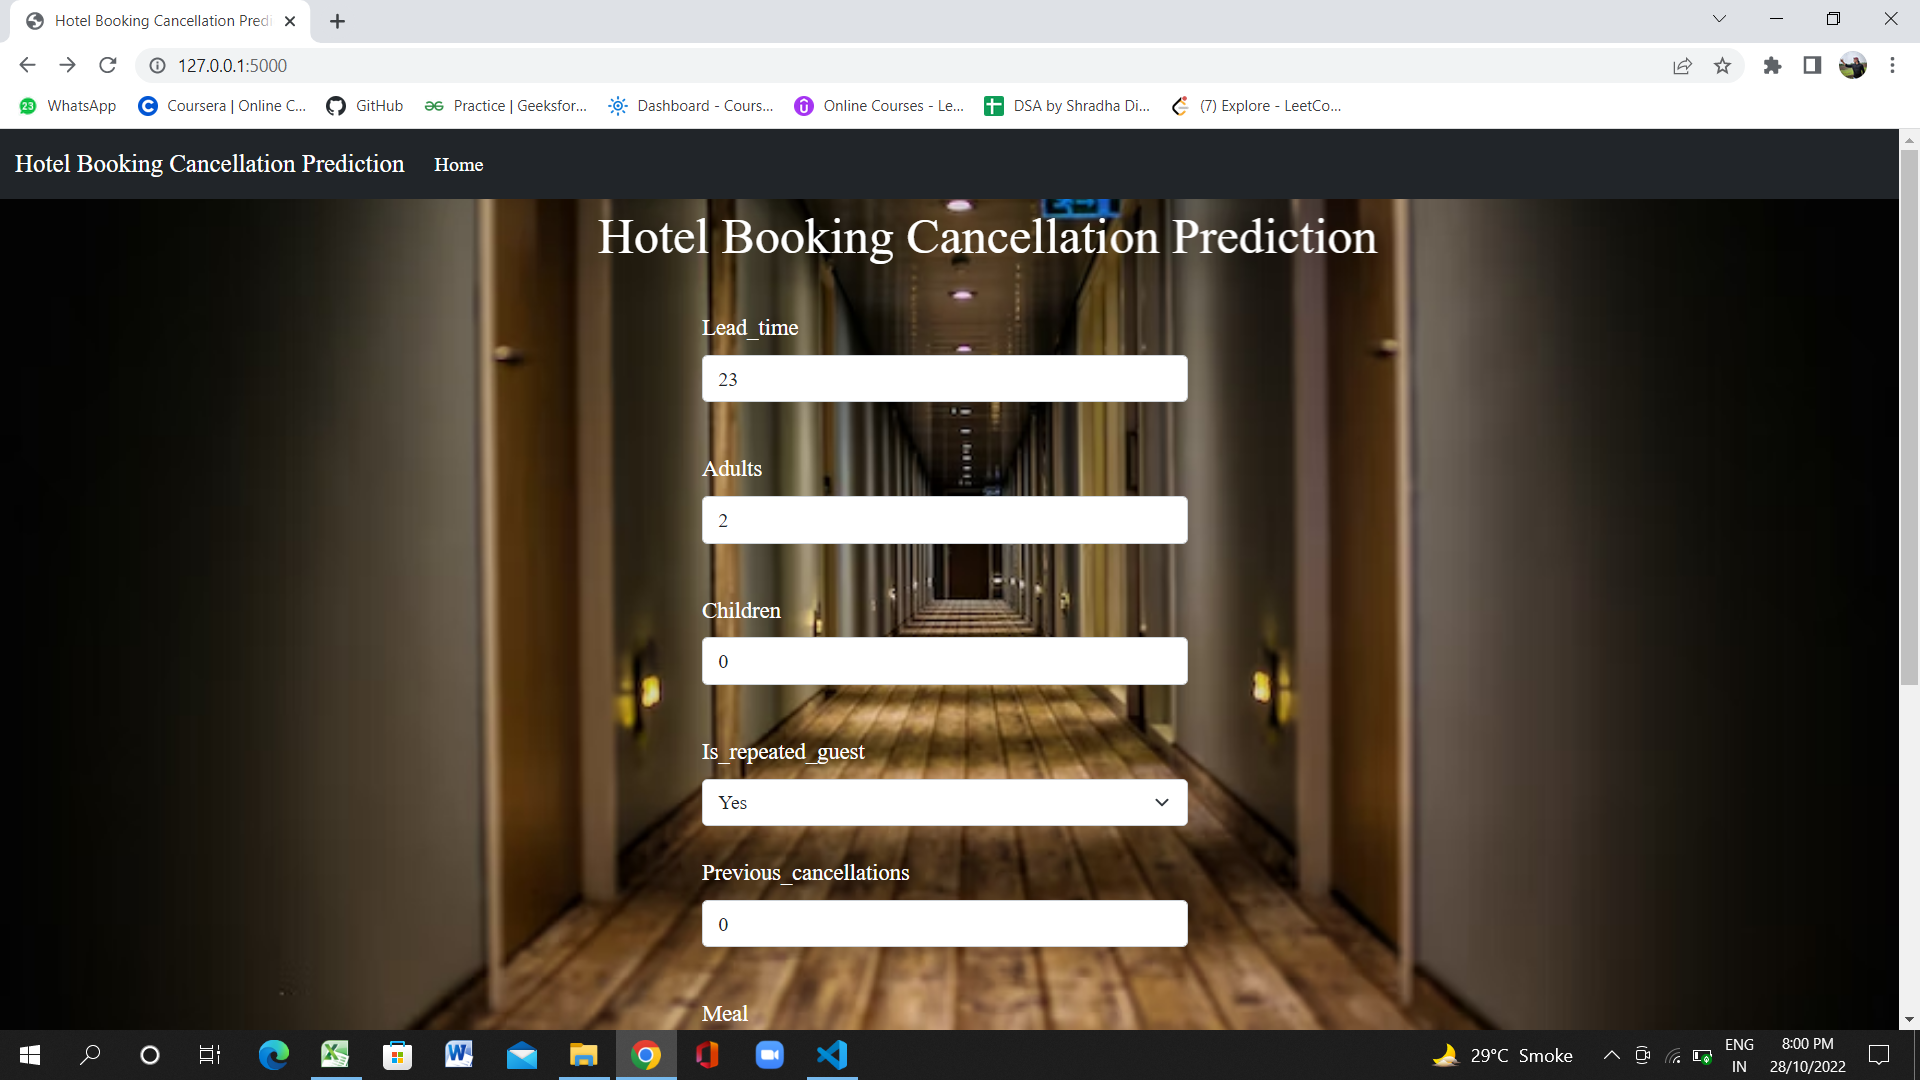 Hotel Booking Cancellation Predi
127.0.0.1:5000
23 WhatsApp
Coursera | Online C...
GitHub
Practice | Geeksfor...
Dashboard - Cours...
Online Courses - Le...
DSA by Shradha Di...
(7) Explore - LeetCo...
Hotel Booking Cancellation Prediction
Home
Hotel Booking Cancellation Prediction
Lead_time
23
Adults
2
Children
0
Is_repeated_guest
Yes
Previous_cancellations
0
Meal
29°C Smoke
ENG
IN
8:00 PM
28/10/2022